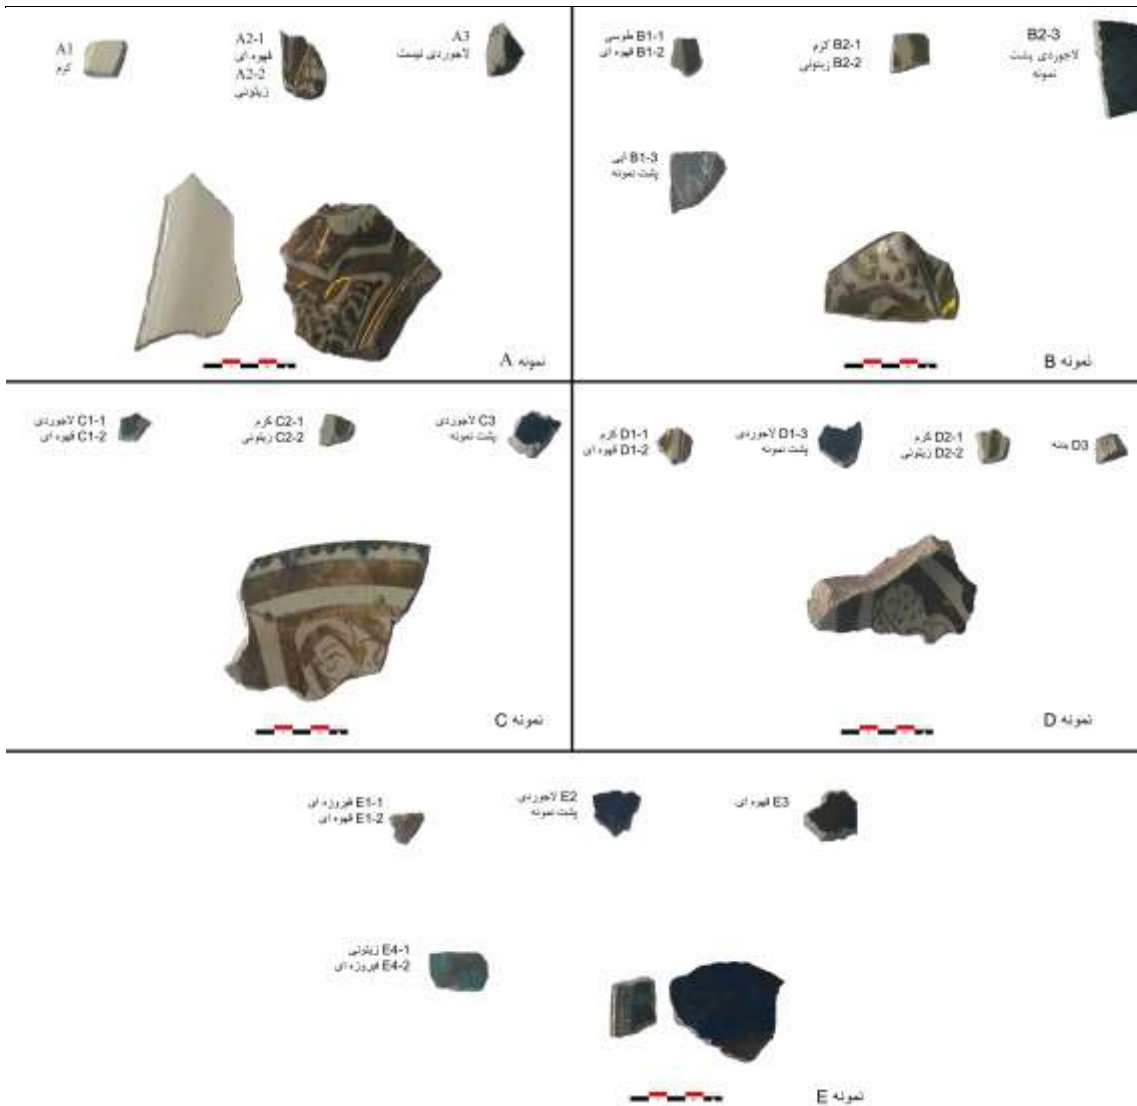 A1
کرم
A2-1
قهوه ای
A2-2
زیتونی
A3
لاجوردی نیست
نمونه A
B1-1 طوسی
B1-2 قهوه ای
B2-1 کرم
B2-2 زیتونی
B2-3
لاجوردی پشت
نمونه
B1-3 آبی
پشت نمونه
نمونه B
C1-1 لاجوردی
C1-2 قهوه ای
C2-1 کرم
C2-2 زیتونی
C3 لاجوردی
پشت نمونه
نمونه C
D1-1 کرم
D1-2 قهوه ای
D1-3 لاجوردی
پشت نمونه
D2-1 کرم
D2-2 زیتونی
D3 بدنه
نمونه D
E1-1 فیروزه ای
E1-2 قهوه ای
E2 لاجوردی
پشت نمونه
E3 قهوه ای
E4-1 زیتونی
E4-2 فیروزه ای
نمونه E